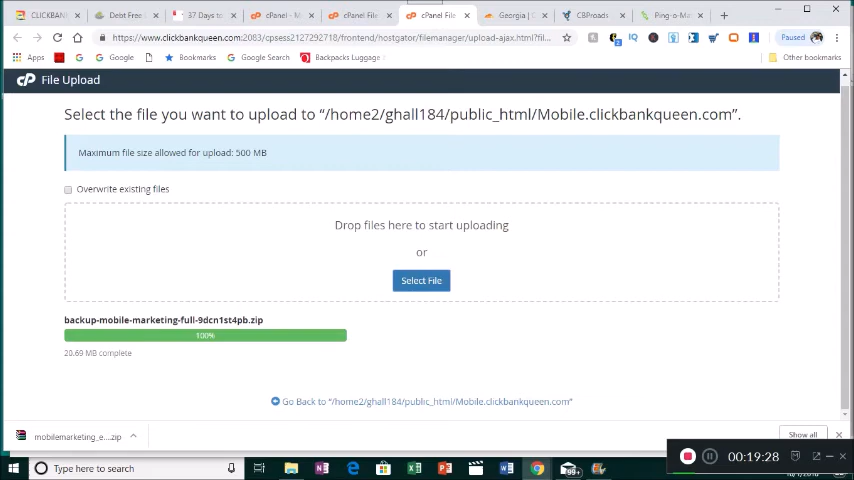 CLICKBANK
Debt Free
37 Days to
cPanel - M
cPanel File
cPanel File
Georgia | C
CBProads
Ping-o-Ma
https://www.clickbankqueen.com:2083/cpsess2127292718/frontend/hostgator/filemanager/upload-ajax.html?fil...
Paused
Apps
Google
Bookmarks
Google Search
Backpacks Luggage
Other bookmarks
cP File Upload
Select the file you want to upload to “/home2/ghall184/public_html/Mobile.clickbankqueen.com”.
Maximum file size allowed for upload: 500 MB
Overwrite existing files
Drop files here to start uploading
or
Select File
backup-mobile-marketing-full-9dcn1st4pb.zip
100%
20.69 MB complete
Go Back to “/home2/ghall184/public_html/Mobile.clickbankqueen.com”
mobilemarketing_e....zip
Show all
00:19:28
Type here to search
99+